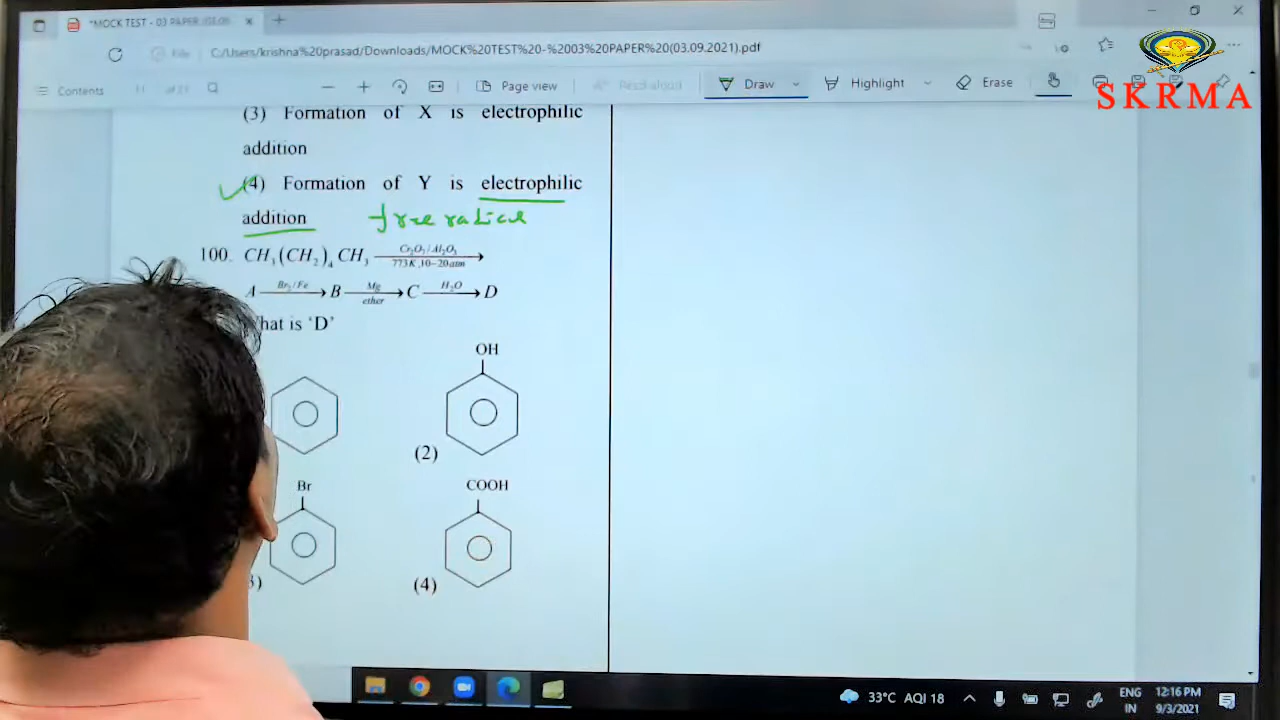 *MOCK TEST - 03 PAPER (03.09
C:/Users/krishna%20prasad/Downloads/MOCK%20TEST%20-%2003%20PAPER%20(03.09.2021).pdf
Contents
Page view
Read aloud
Draw
Highlight
Erase
SKRMA
(3) Formation of X is electrophilic
addition
(4) Formation of Y is electrophilic
addition free radical
100. CH₃(CH₂)₄CH₃ —Cr₂O₃/Al₂O₃ 773K,10–20atm→
A —Br₂/Fe→ B —Mg ether→ C —H₂O→ D
hat is 'D'
OH
(2)
Br
COOH
3)
(4)
33°C AQI 18
ENG
IN
12:16 PM
9/3/2021